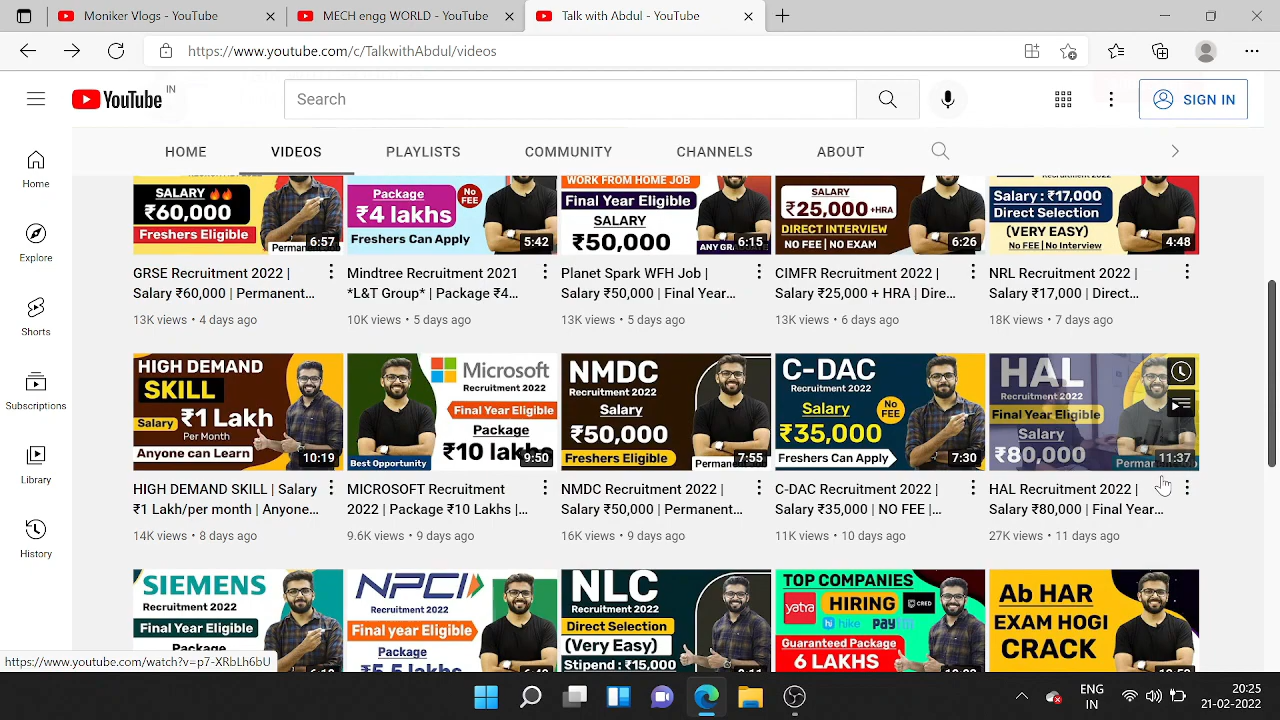 Moniker Vlogs - YouTube
MECH engg WORLD - YouTube
Talk with Abdul - YouTube
https://www.youtube.com/c/TalkwithAbdul/videos
YouTube
IN
Search
SIGN IN
HOME
VIDEOS
PLAYLISTS
COMMUNITY
CHANNELS
ABOUT
Home
Explore
Shorts
Subscriptions
Library
History
SALARY
₹60,000
Freshers Eligible
6:57
GRSE Recruitment 2022 |
Salary ₹60,000 | Permanent...
13K views • 4 days ago
Package
₹4 lakhs
No
FEE
Freshers Can Apply
5:42
Mindtree Recruitment 2021
*L&T Group* | Package ₹4...
10K views • 5 days ago
WORK FROM HOME JOB
Final Year Eligible
SALARY
₹50,000
6:15
Planet Spark WFH Job |
Salary ₹50,000 | Final Year...
13K views • 5 days ago
SALARY
₹25,000 +HRA
DIRECT INTERVIEW
NO FEE | NO EXAM
6:26
CIMFR Recruitment 2022 |
Salary ₹25,000 + HRA | Dire...
13K views • 6 days ago
Salary : ₹17,000
Direct Selection
(VERY EASY)
No FEE | No Interview
4:48
NRL Recruitment 2022 |
Salary ₹17,000 | Direct...
18K views • 7 days ago
HIGH DEMAND
SKILL
Salary ₹1 Lakh
Per Month
Anyone can Learn
10:19
HIGH DEMAND SKILL | Salary
₹1 Lakh/per month | Anyone...
14K views • 8 days ago
Microsoft
Recruitment 2022
Final Year Eligible
Package
₹10 lakhs
Best Opportunity
9:50
MICROSOFT Recruitment
2022 | Package ₹10 Lakhs |...
9.6K views • 9 days ago
NMDC
Recruitment 2022
Salary
₹50,000
Freshers Eligible
7:55
NMDC Recruitment 2022 |
Salary ₹50,000 | Permanent...
16K views • 9 days ago
C-DAC
Recruitment 2022
Salary
No
FEE
₹35,000
Freshers Can Apply
7:30
C-DAC Recruitment 2022 |
Salary ₹35,000 | NO FEE |...
11K views • 10 days ago
HAL
Recruitment 2022
Final Year Eligible
Salary
₹80,000
11:37
HAL Recruitment 2022 |
Salary ₹80,000 | Final Year...
27K views • 11 days ago
SIEMENS
Recruitment 2022
Final Year Eligible
Package
NPCI
Recruitment 2022
Final year Eligible
Package
NLC
Recruitment 2022
Direct Selection
(Very Easy)
Stipend : ₹15,000
TOP COMPANIES
yatra
HIRING
CRED
hike
Guaranteed Package
6 LAKHS
Ab HAR
EXAM HOGI
CRACK
https://www.youtube.com/watch?v=p7-XRbLh6bU
ENG
IN
20:25
21-02-2022